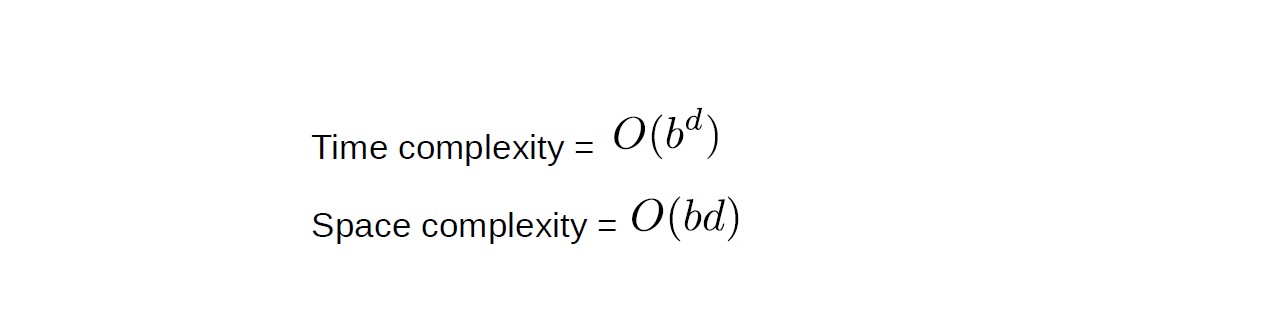 Time complexity = O(b^d)
Space complexity = O(bd)